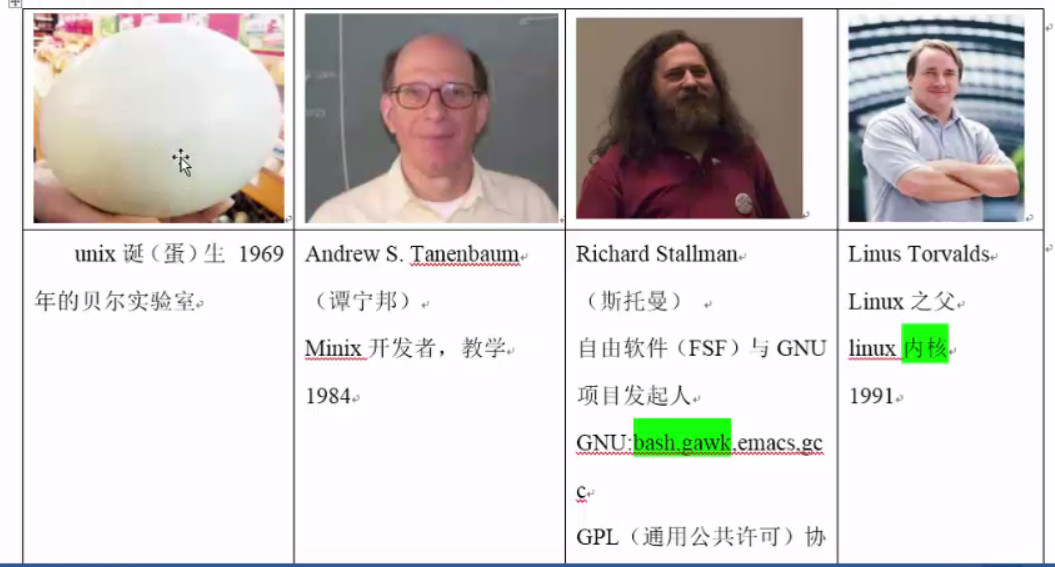 unix 诞（蛋）生 1969
年的贝尔实验室
Andrew S. Tanenbaum
（谭宁邦）
Minix 开发者，教学
1984
Richard Stallman
（斯托曼）
自由软件（FSF）与 GNU
项目发起人
GNU:bash,gawk,emacs,gc
c
GPL（通用公共许可）协
Linus Torvalds
Linux 之父
linux 内核
1991